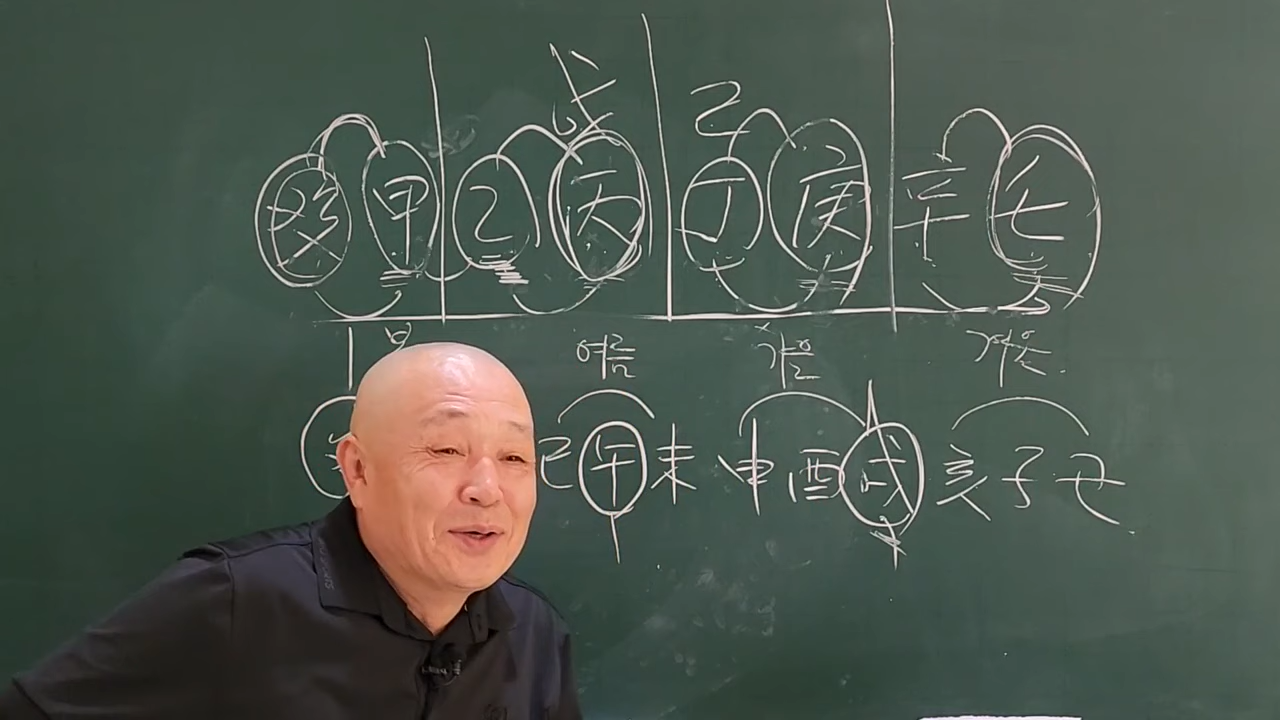 戊 己
癸 甲 乙 丙 丁 庚 辛 壬
巳 午 未 申 酉 戌 亥 子 丑